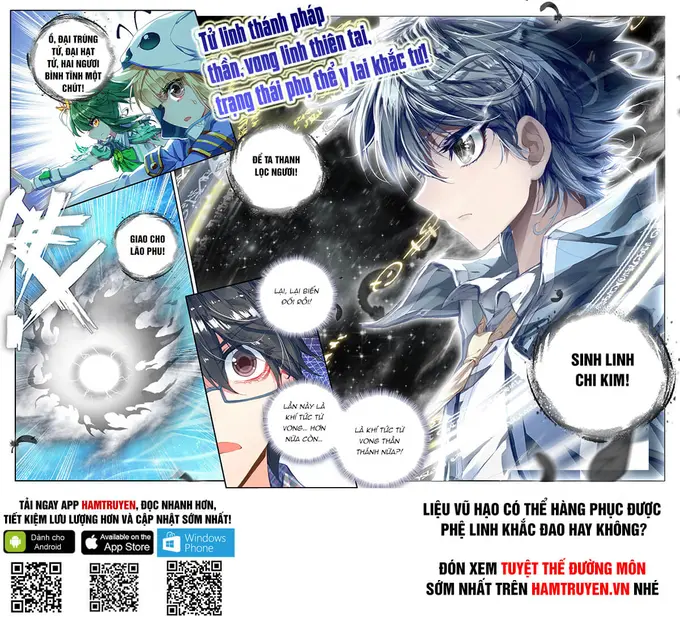 Ồ, ĐẠI TRÙNG
TỬ, ĐẠI HẠT
TỬ, HAI NGƯƠI
BÌNH TĨNH MỘT
CHÚT!
Tử linh thánh pháp
thần, vong linh thiên tai,
trạng thái phụ thể y lai khắc tư!
ĐỂ TA THANH
LỌC NGƯƠI!
GIAO CHO
LÃO PHU!
LẠI, LẠI BIẾN
ĐỔI RỒI!
SINH LINH
CHI KIM!
LẦN NÀY LÀ
KHÍ TỨC TỬ
VONG... HƠN
NỮA CÒN...
LÀ KHÍ TỨC TỬ
VONG THẦN
THÁNH NỮA?!
TẢI NGAY APP HAMTRUYEN, ĐỌC NHANH HƠN,
TIẾT KIỆM LƯU LƯỢNG HƠN VÀ CẬP NHẬT SỚM NHẤT!
Dành cho
Android
Available on the
App Store
Windows
Phone
LIỆU VŨ HẠO CÓ THỂ HÀNG PHỤC ĐƯỢC
PHỆ LINH KHẮC ĐAO HAY KHÔNG?
ĐÓN XEM TUYỆT THẾ ĐƯỜNG MÔN
SỚM NHẤT TRÊN HAMTRUYEN.VN NHÉ